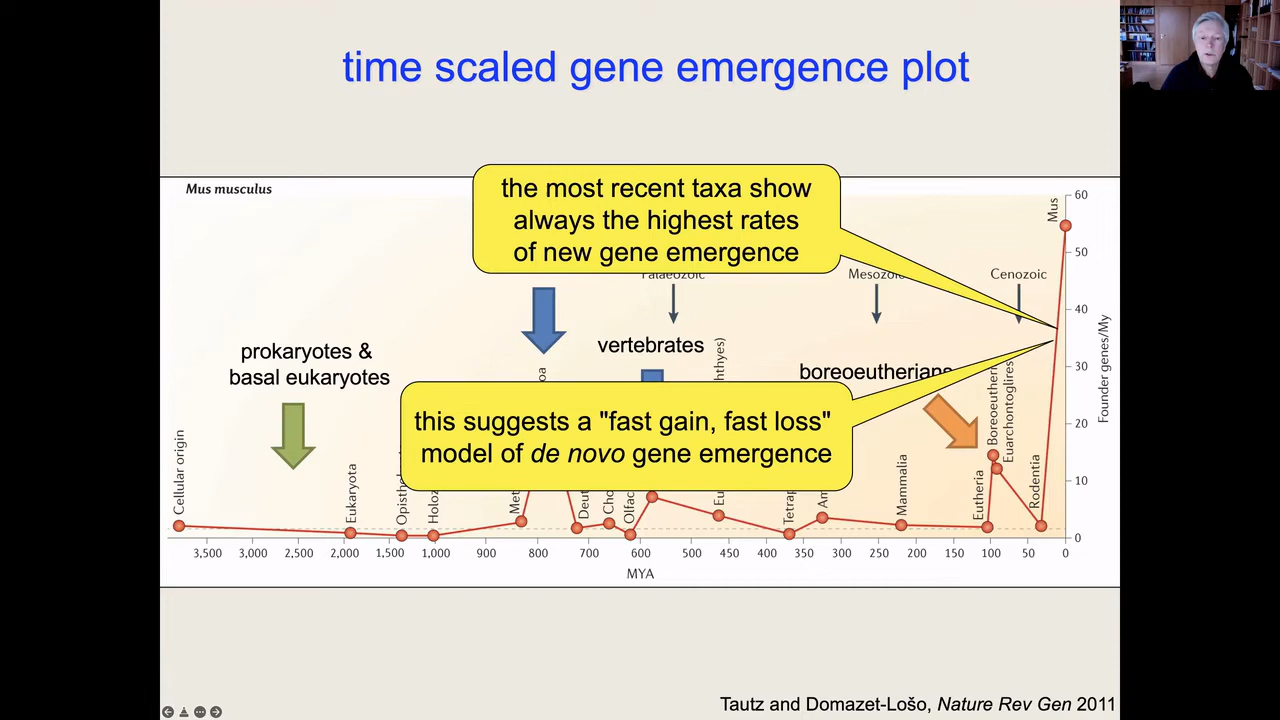 time scaled gene emergence plot
Mus musculus
the most recent taxa show
always the highest rates
of new gene emergence
Mus
60
50
40
30
20
10
0
Founder genes/My
Mesozoic
Cenozoic
vertebrates
prokaryotes &
basal eukaryotes
boreoeutherians
this suggests a "fast gain, fast loss"
model of de novo gene emergence
Cellular origin
Eukaryota
Mammalia
Eutheria
Euarchontoglires
Rodentia
3,500 3,000 2,500 2,000 1,500 1,000 900 800 700 600 500 450 400 350 300 250 200 150 100 50 0
MYA
Tautz and Domazet-Lošo, Nature Rev Gen 2011